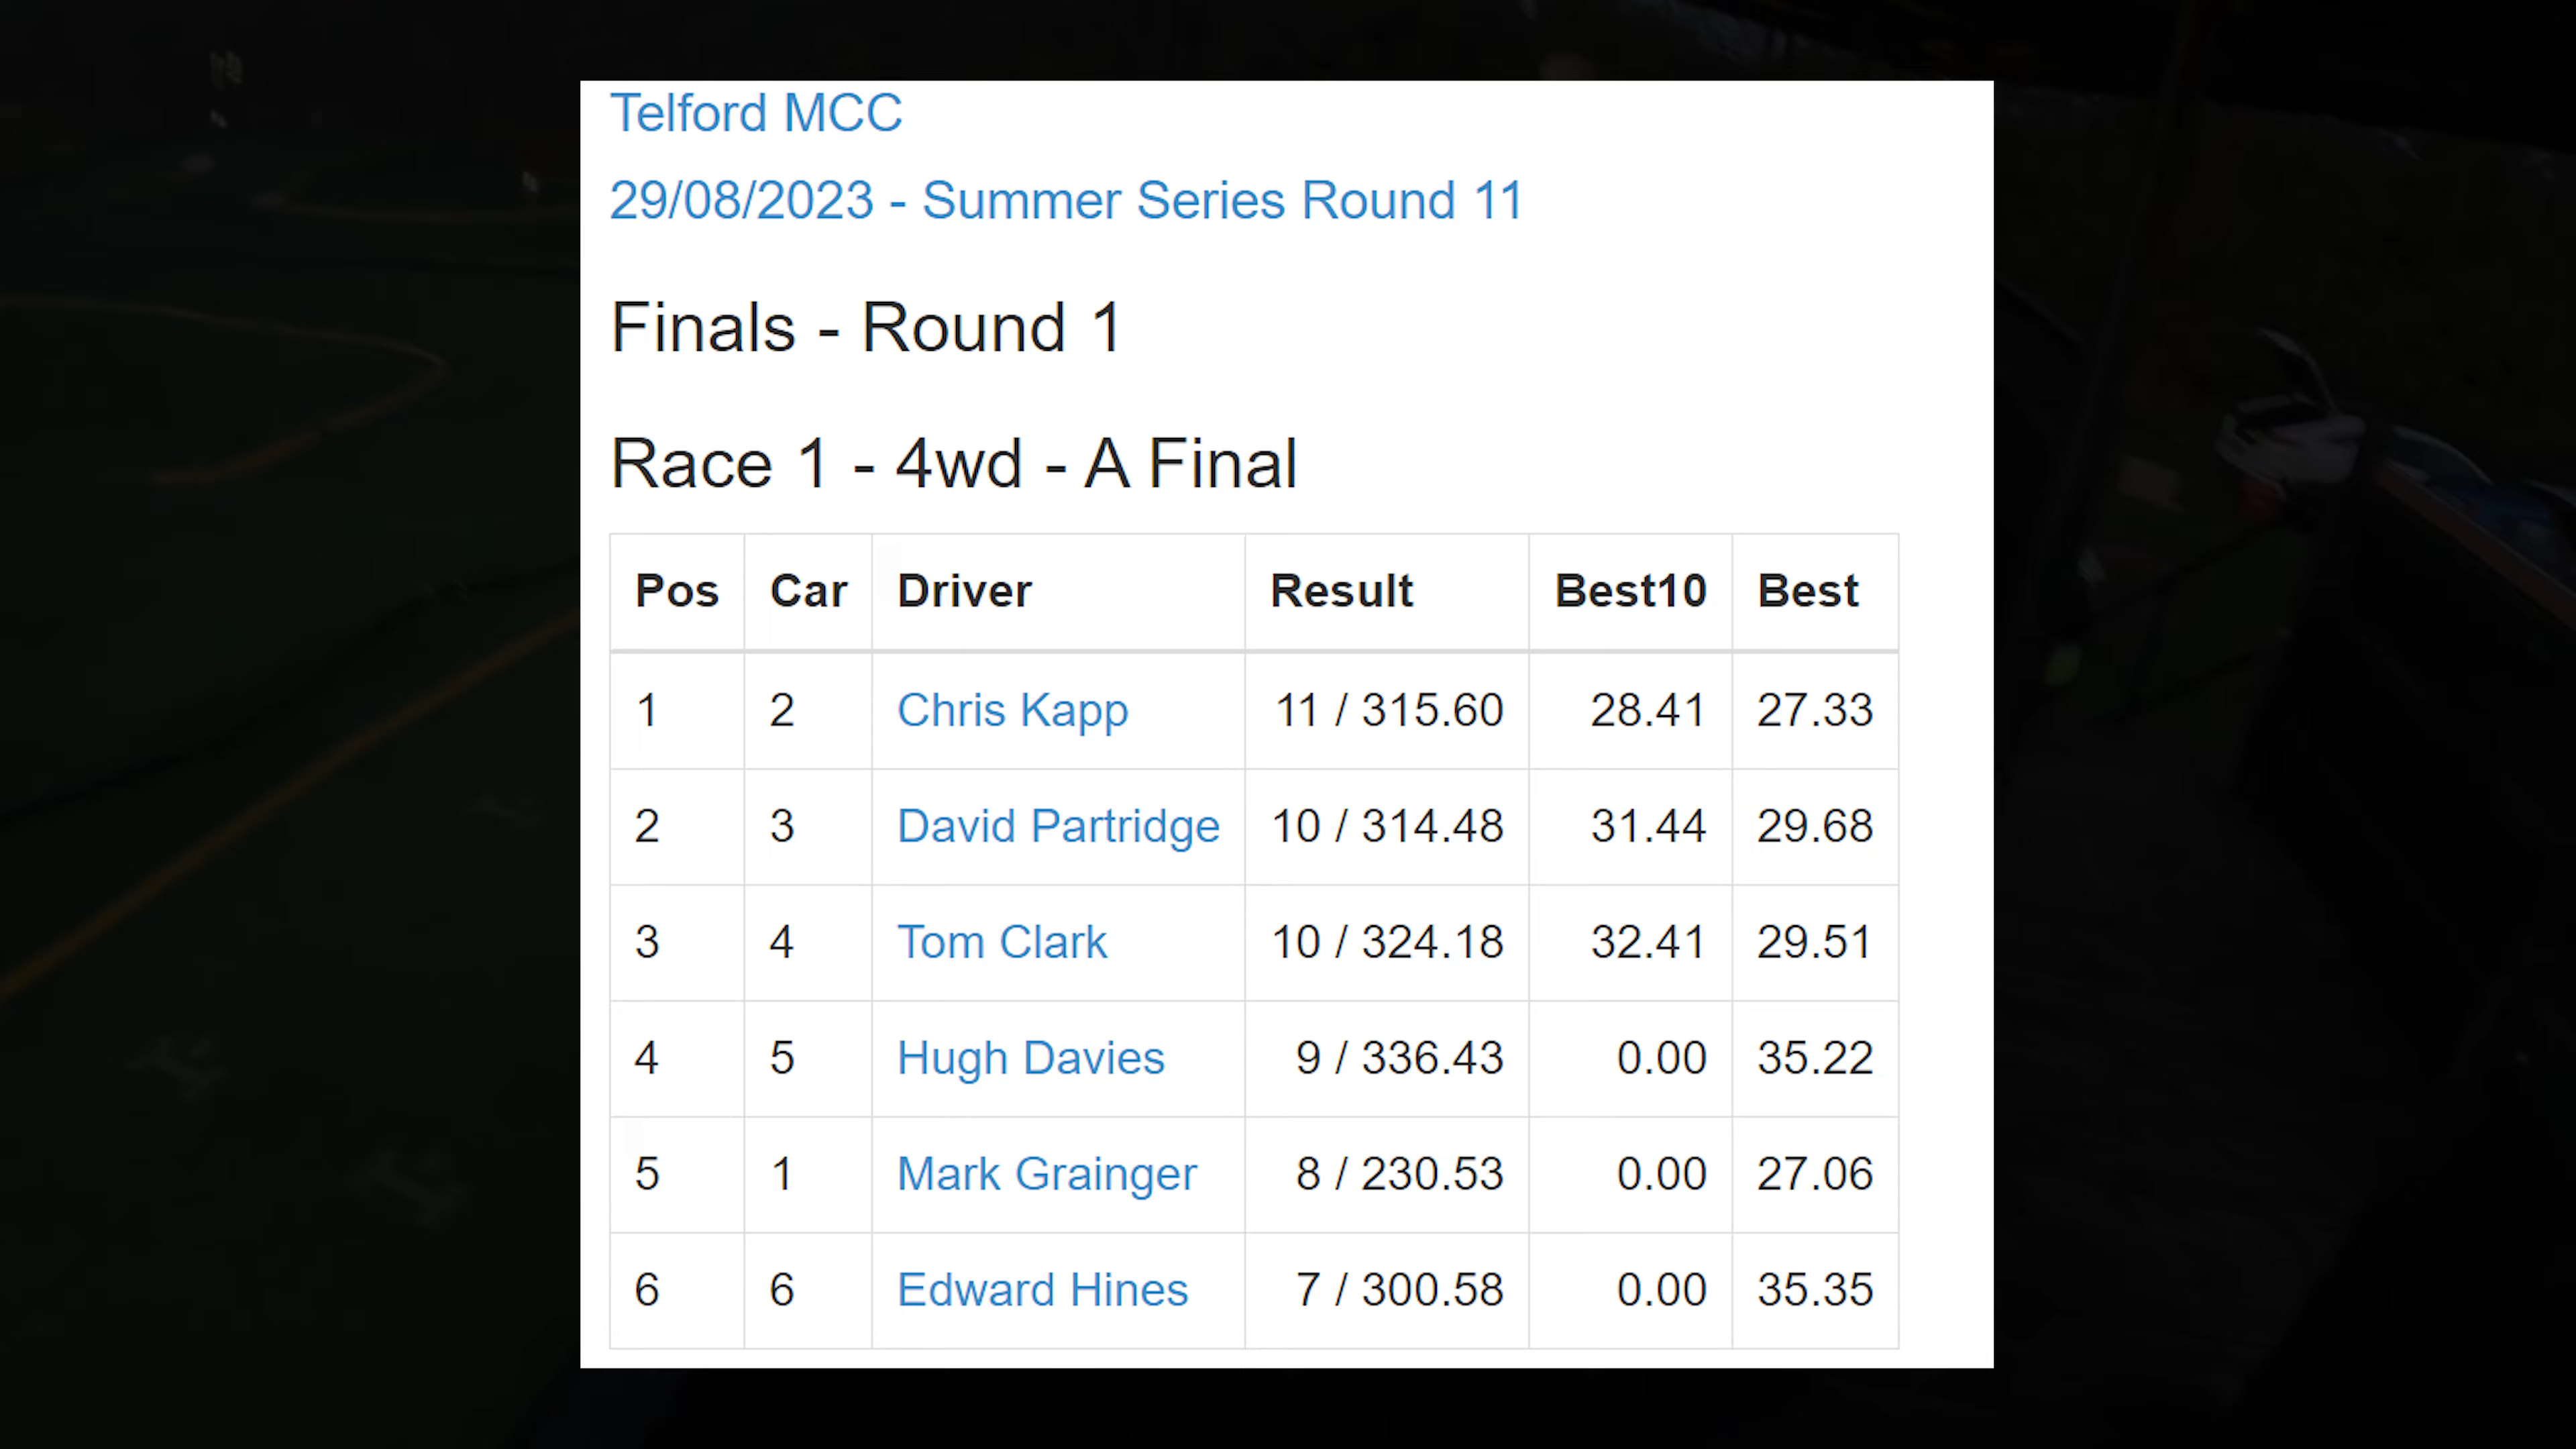 Telford MCC
29/08/2023 - Summer Series Round 11
Finals - Round 1
Race 1 - 4wd - A Final
Pos Car Driver Result Best10 Best
1 2 Chris Kapp 11 / 315.60 28.41 27.33
2 3 David Partridge 10 / 314.48 31.44 29.68
3 4 Tom Clark 10 / 324.18 32.41 29.51
4 5 Hugh Davies 9 / 336.43 0.00 35.22
5 1 Mark Grainger 8 / 230.53 0.00 27.06
6 6 Edward Hines 7 / 300.58 0.00 35.35